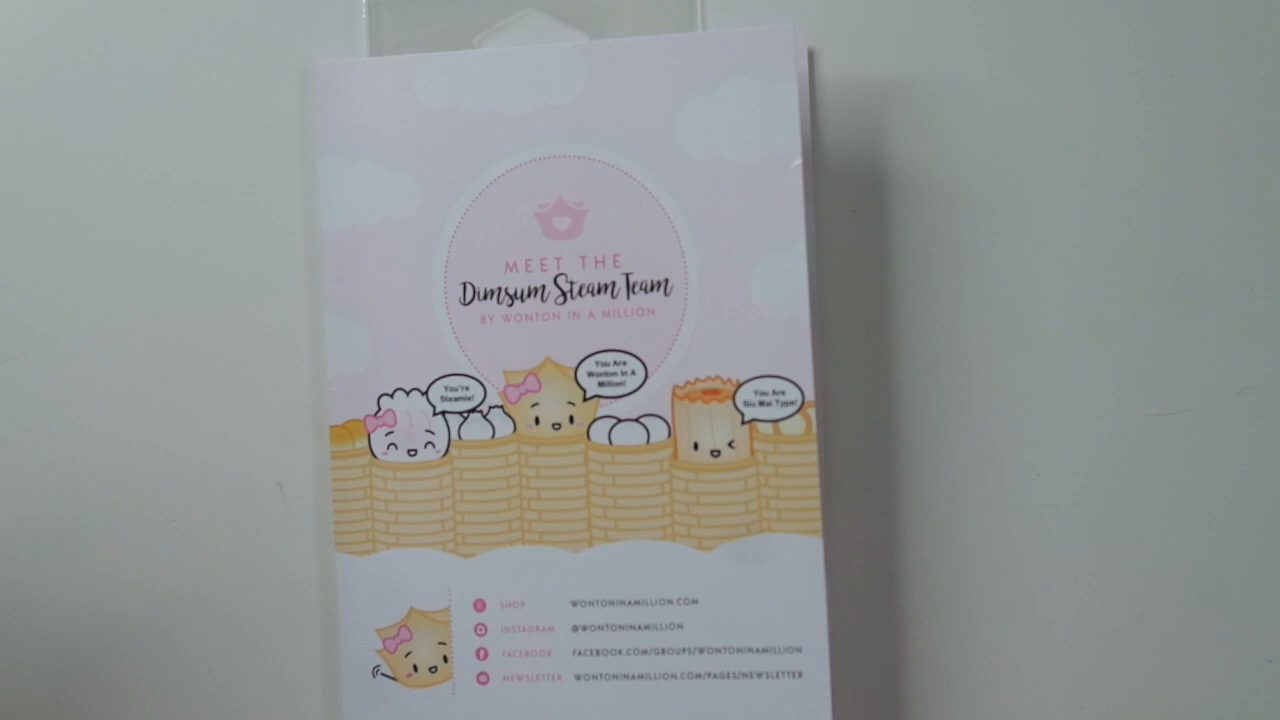 MEET THE
Dimsum Steam Team
BY WONTON IN A MILLION
You Are
Wonton In A
Million!
You're
Steamie!
You Are
Siu Mai Type!
SHOP WONTONINAMILLION.COM
INSTAGRAM @WONTONINAMILLION
FACEBOOK FACEBOOK.COM/GROUPS/WONTONINAMILLION
NEWSLETTER WONTONINAMILLION.COM/PAGES/NEWSLETTER